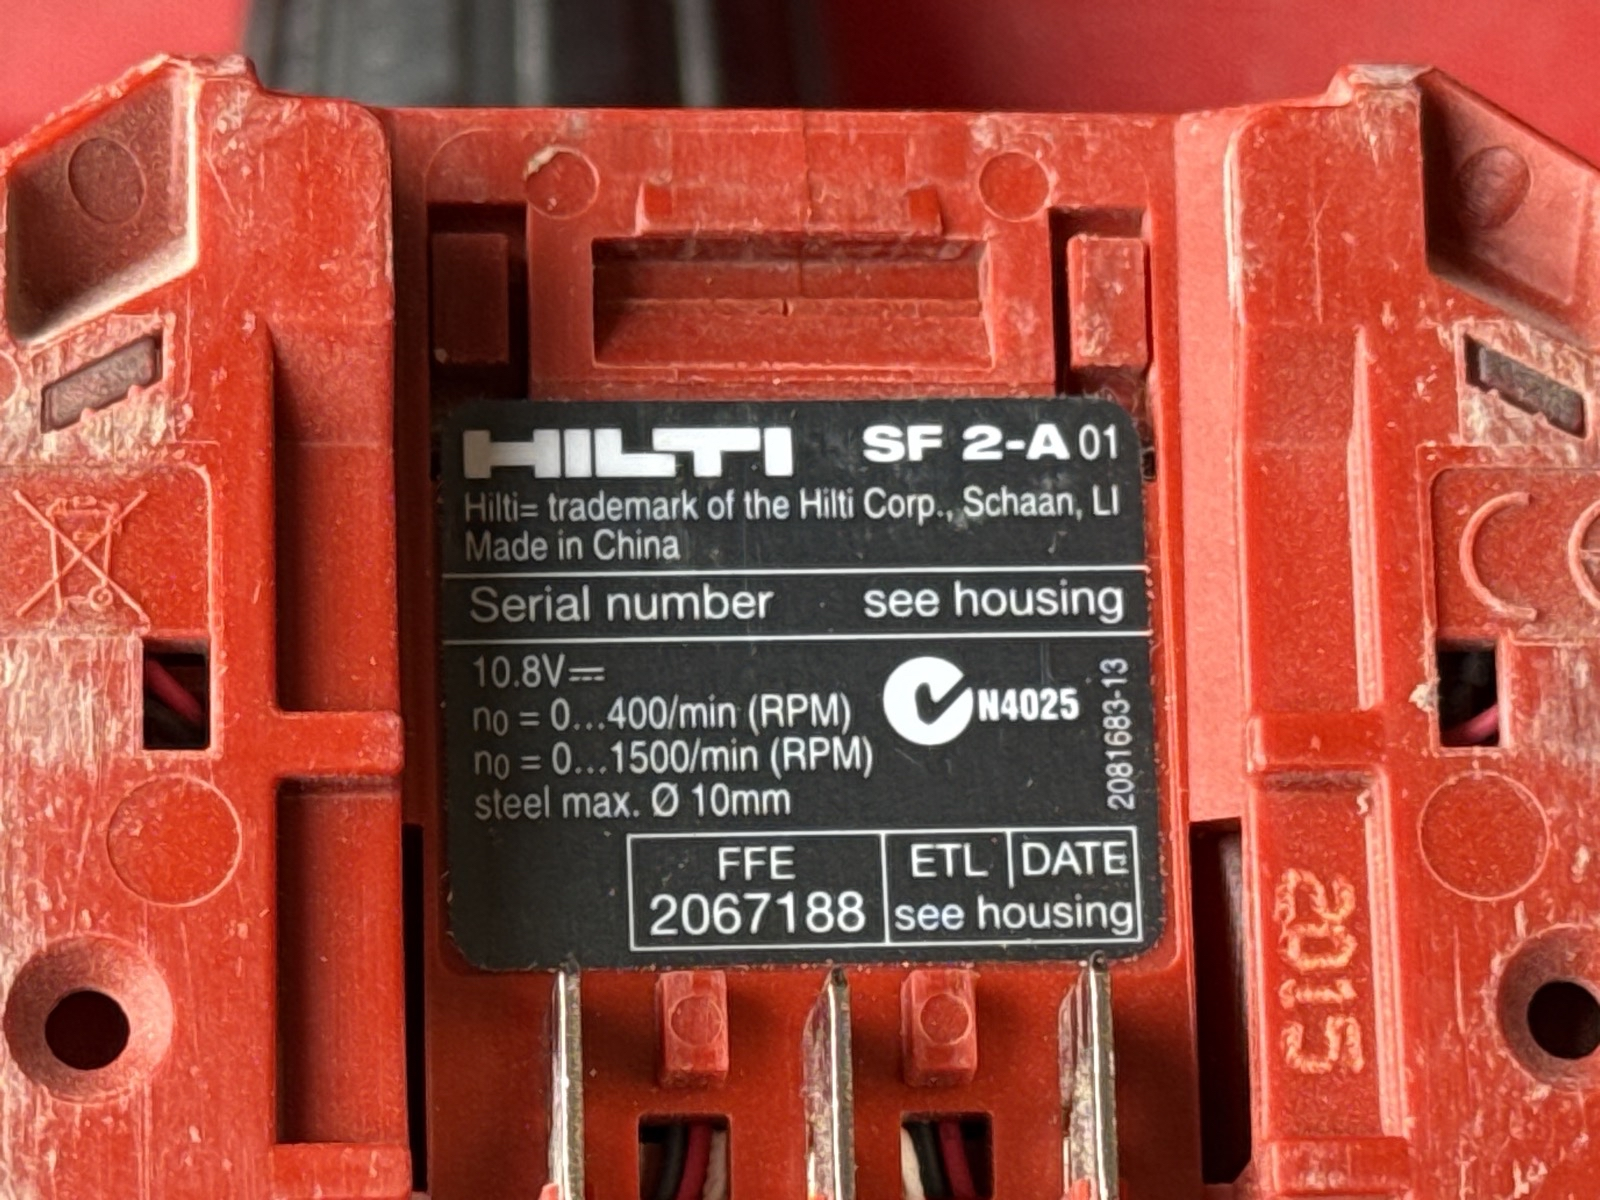 HILTI SF 2-A 01
Hilti= trademark of the Hilti Corp., Schaan, LI
Made in China
Serial number see housing
10.8V⎓
n0 = 0...400/min (RPM)
n0 = 0...1500/min (RPM)
steel max. Ø 10mm
N4025
2081683-13
FFE ETL DATE
2067188 see housing
2015
CE